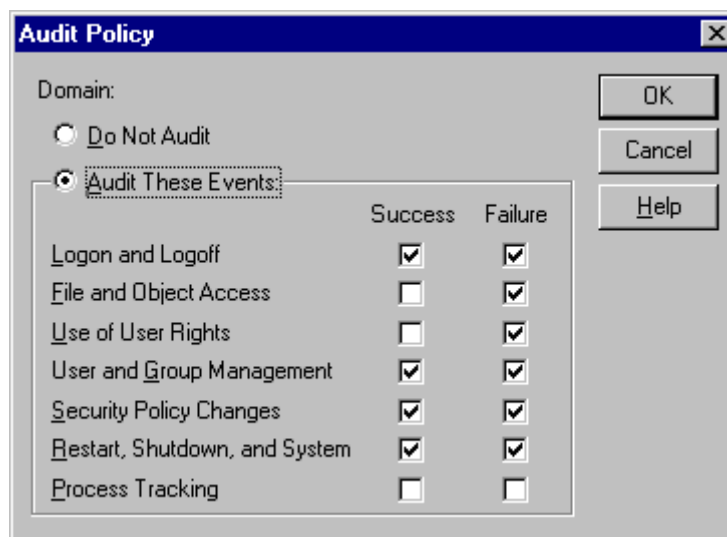 Audit Policy
Domain:
OK
Do Not Audit
Cancel
Audit These Events:
Help
Success Failure
Logon and Logoff
File and Object Access
Use of User Rights
User and Group Management
Security Policy Changes
Restart, Shutdown, and System
Process Tracking